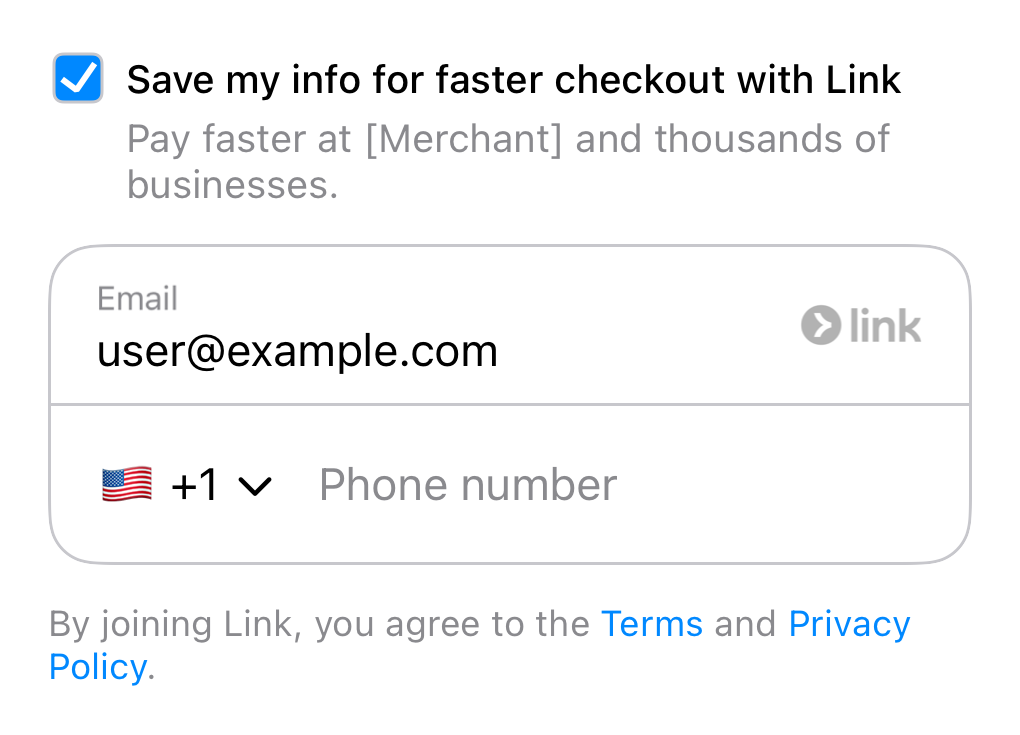 Save my info for faster checkout with Link
Pay faster at [Merchant] and thousands of
businesses.
Email
user@example.com
link
+1
Phone number
By joining Link, you agree to the Terms and Privacy
Policy.